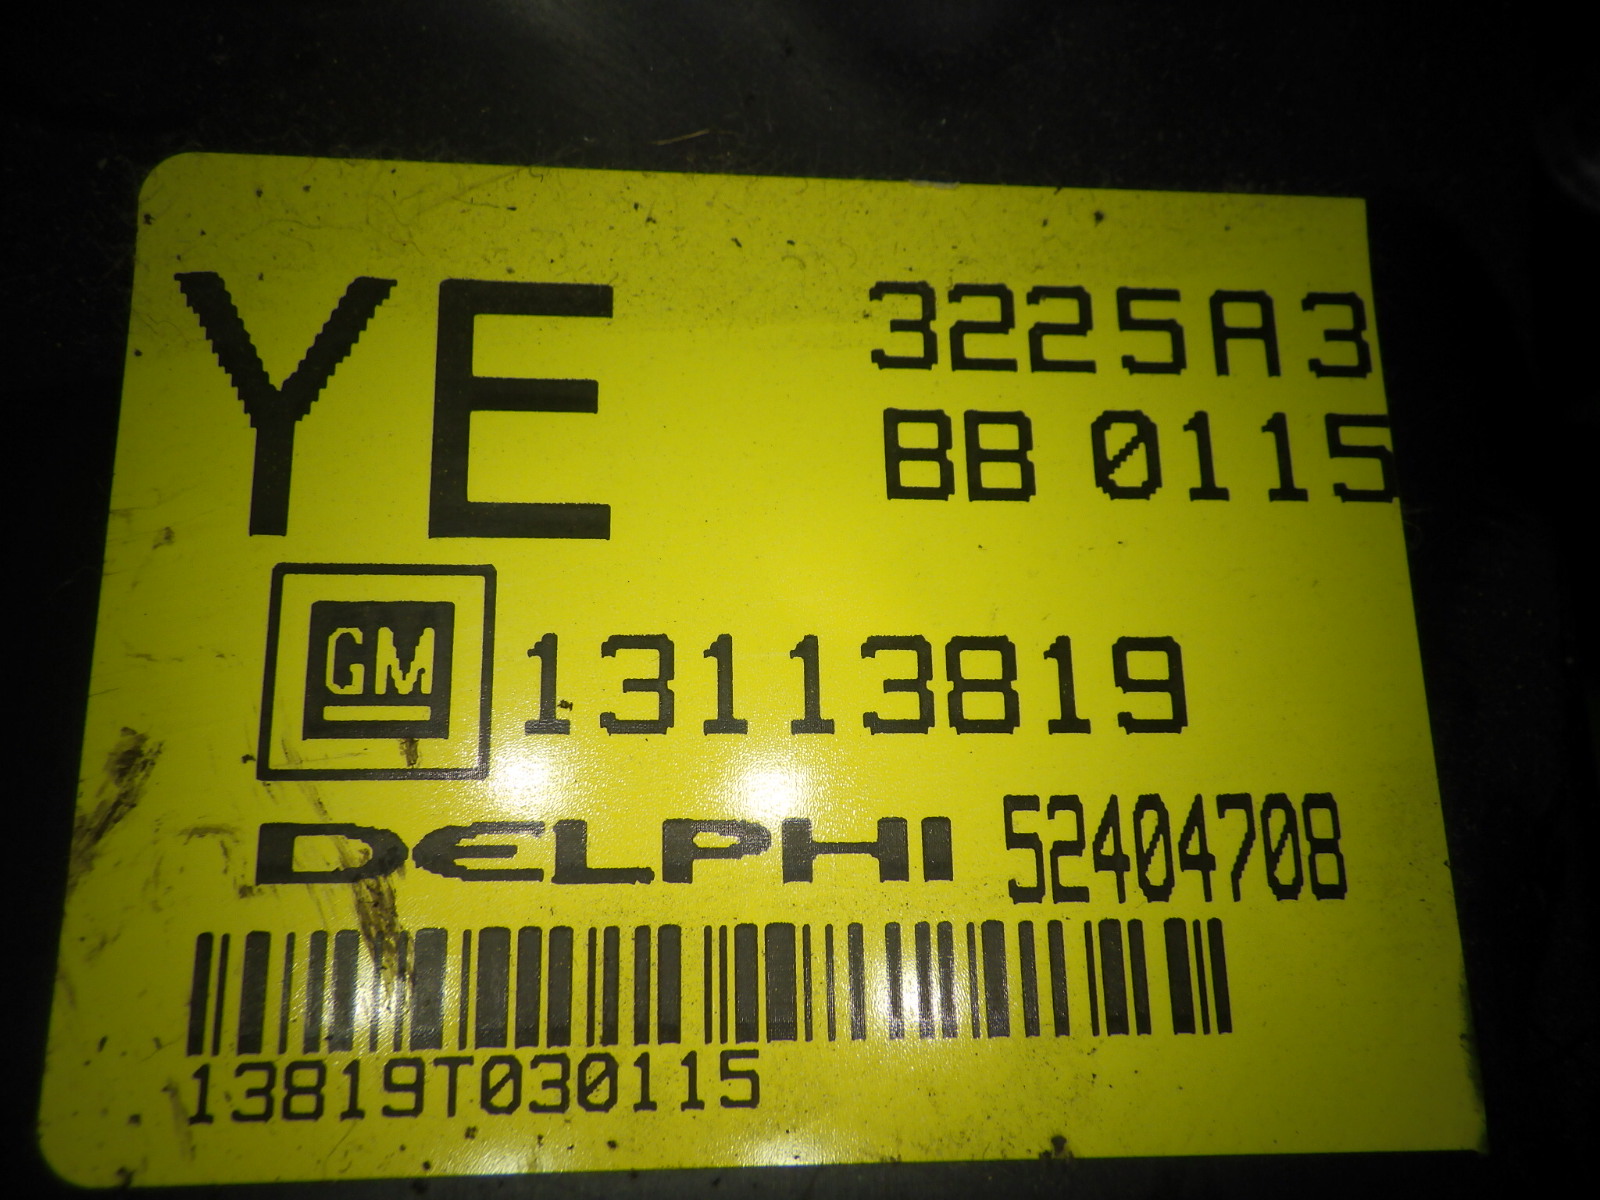 YE
3225A3
BB 0115
GM 13113819
DELPHI 52404708
13819T030115